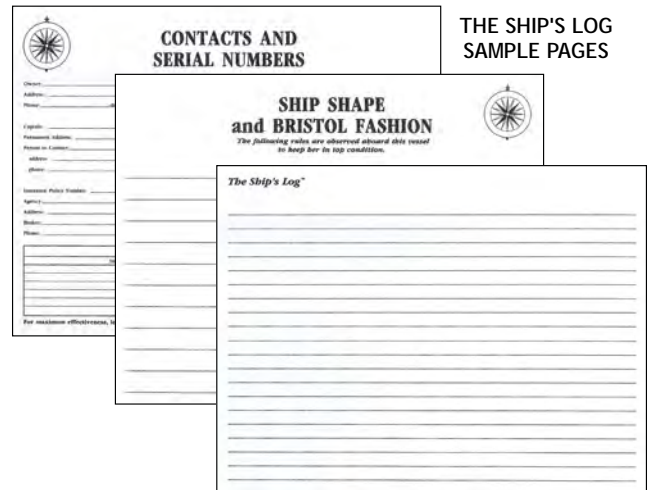 CONTACTS AND
SERIAL NUMBERS
THE SHIP'S LOG
SAMPLE PAGES
Owner:
Address:
Phone:
Captain:
Permanent Address:
Person to Contact:
address:
phone:
Insurance Policy Number:
Agency:
Address:
Broker:
Phone:
For maximum effectiveness,
SHIP SHAPE
and BRISTOL FASHION
The following rules are observed aboard this vessel
to keep her in top condition.
The Ship's Log™